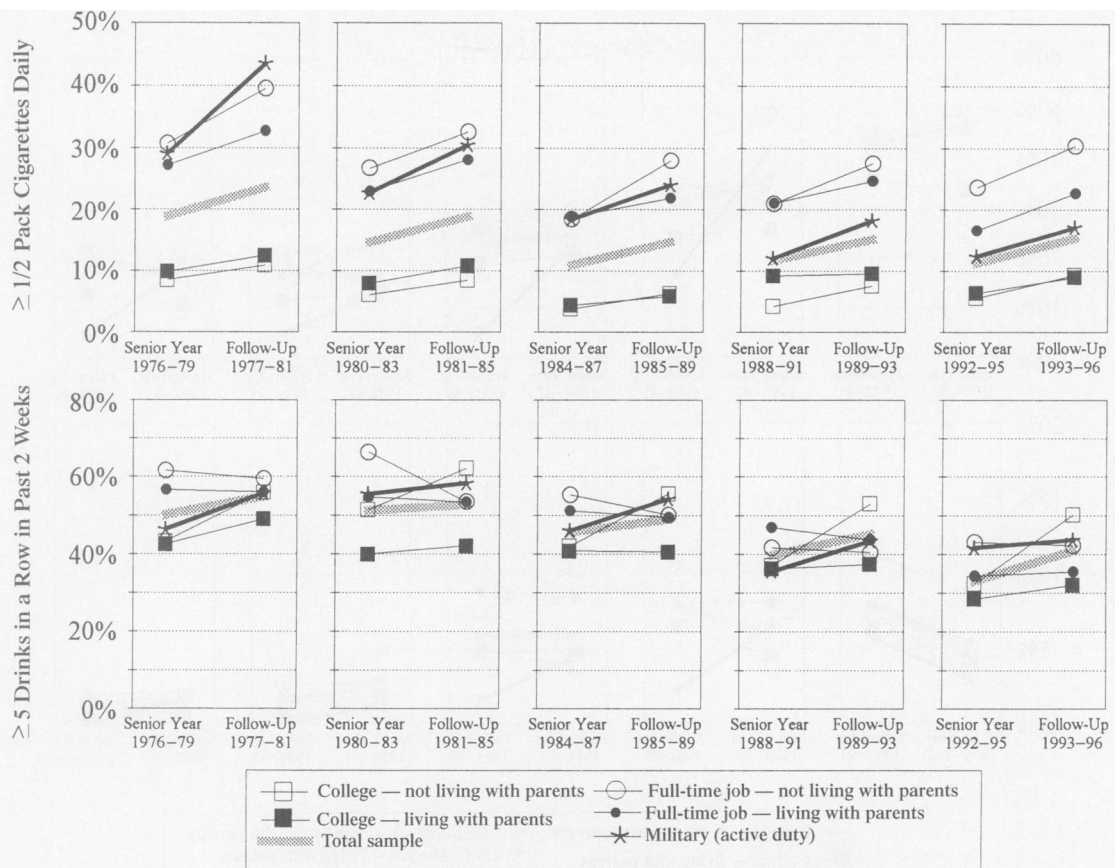 ≥ 1/2 Pack Cigarettes Daily
50%
40%
30%
20%
10%
0%
Senior Year Follow-Up
1976–79 1977–81
Senior Year Follow-Up
1980–83 1981–85
Senior Year Follow-Up
1984–87 1985–89
Senior Year Follow-Up
1988–91 1989–93
Senior Year Follow-Up
1992–95 1993–96
≥ 5 Drinks in a Row in Past 2 Weeks
80%
60%
40%
20%
0%
Senior Year Follow-Up
1976–79 1977–81
Senior Year Follow-Up
1980–83 1981–85
Senior Year Follow-Up
1984–87 1985–89
Senior Year Follow-Up
1988–91 1989–93
Senior Year Follow-Up
1992–95 1993–96
College — not living with parents
College — living with parents
Total sample
Full-time job — not living with parents
Full-time job — living with parents
Military (active duty)